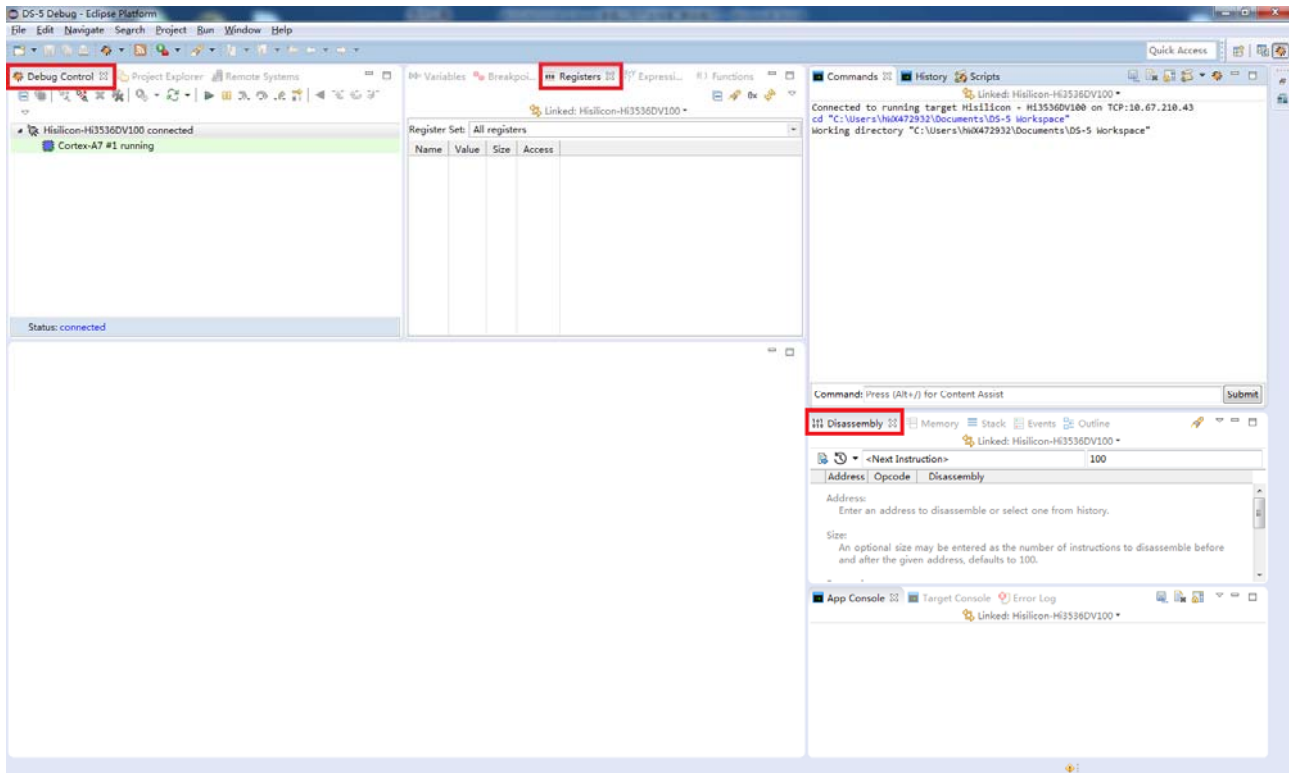 DS-5 Debug - Eclipse Platform
File Edit Navigate Search Project Run Window Help
Quick Access
Debug Control Project Explorer Remote Systems
Hisilicon-Hi3536DV100 connected
Cortex-A7 #1 running
Status: connected
Variables Breakpoi... Registers Expressi... Functions
Linked: Hisilicon-Hi3536DV100
Register Set: All registers
Name Value Size Access
Commands History Scripts
Linked: Hisilicon-Hi3536DV100
Connected to running target Hisilicon - Hi3536DV100 on TCP:10.67.210.43
cd "C:\Users\hWX472932\Documents\DS-5 Workspace"
Working directory "C:\Users\hWX472932\Documents\DS-5 Workspace"
Command: Press (Alt+/) for Content Assist Submit
Disassembly Memory Stack Events Outline
Linked: Hisilicon-Hi3536DV100
<Next Instruction> 100
Address Opcode Disassembly
Address:
Enter an address to disassemble or select one from history.
Size:
An optional size may be entered as the number of instructions to disassemble before
and after the given address, defaults to 100.
App Console Target Console Error Log
Linked: Hisilicon-Hi3536DV100